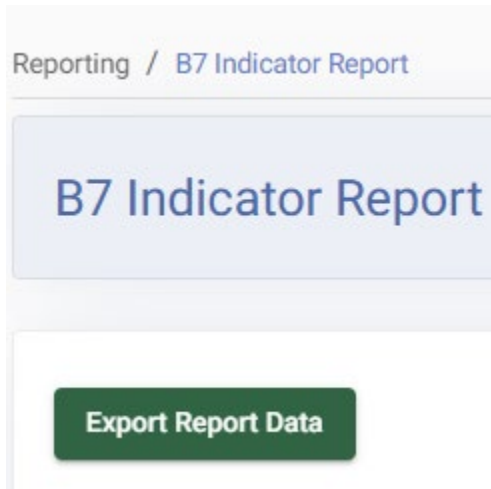 Reporting / B7 Indicator Report
B7 Indicator Report
Export Report Data